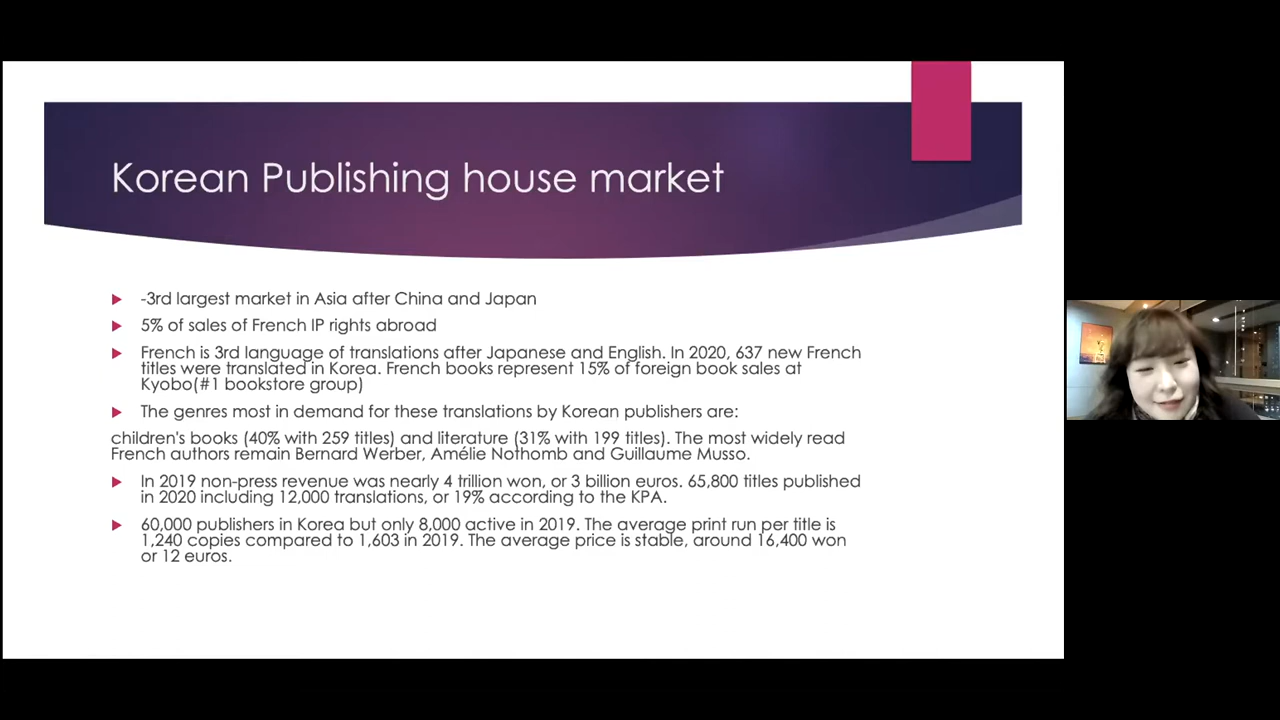 Korean Publishing house market
-3rd largest market in Asia after China and Japan
5% of sales of French IP rights abroad
French is 3rd language of translations after Japanese and English. In 2020, 637 new French
titles were translated in Korea. French books represent 15% of foreign book sales at
Kyobo(#1 bookstore group)
The genres most in demand for these translations by Korean publishers are:
children's books (40% with 259 titles) and literature (31% with 199 titles). The most widely read
French authors remain Bernard Werber, Amélie Nothomb and Guillaume Musso.
In 2019 non-press revenue was nearly 4 trillion won, or 3 billion euros. 65,800 titles published
in 2020 including 12,000 translations, or 19% according to the KPA.
60,000 publishers in Korea but only 8,000 active in 2019. The average print run per title is
1,240 copies compared to 1,603 in 2019. The average price is stable, around 16,400 won
or 12 euros.